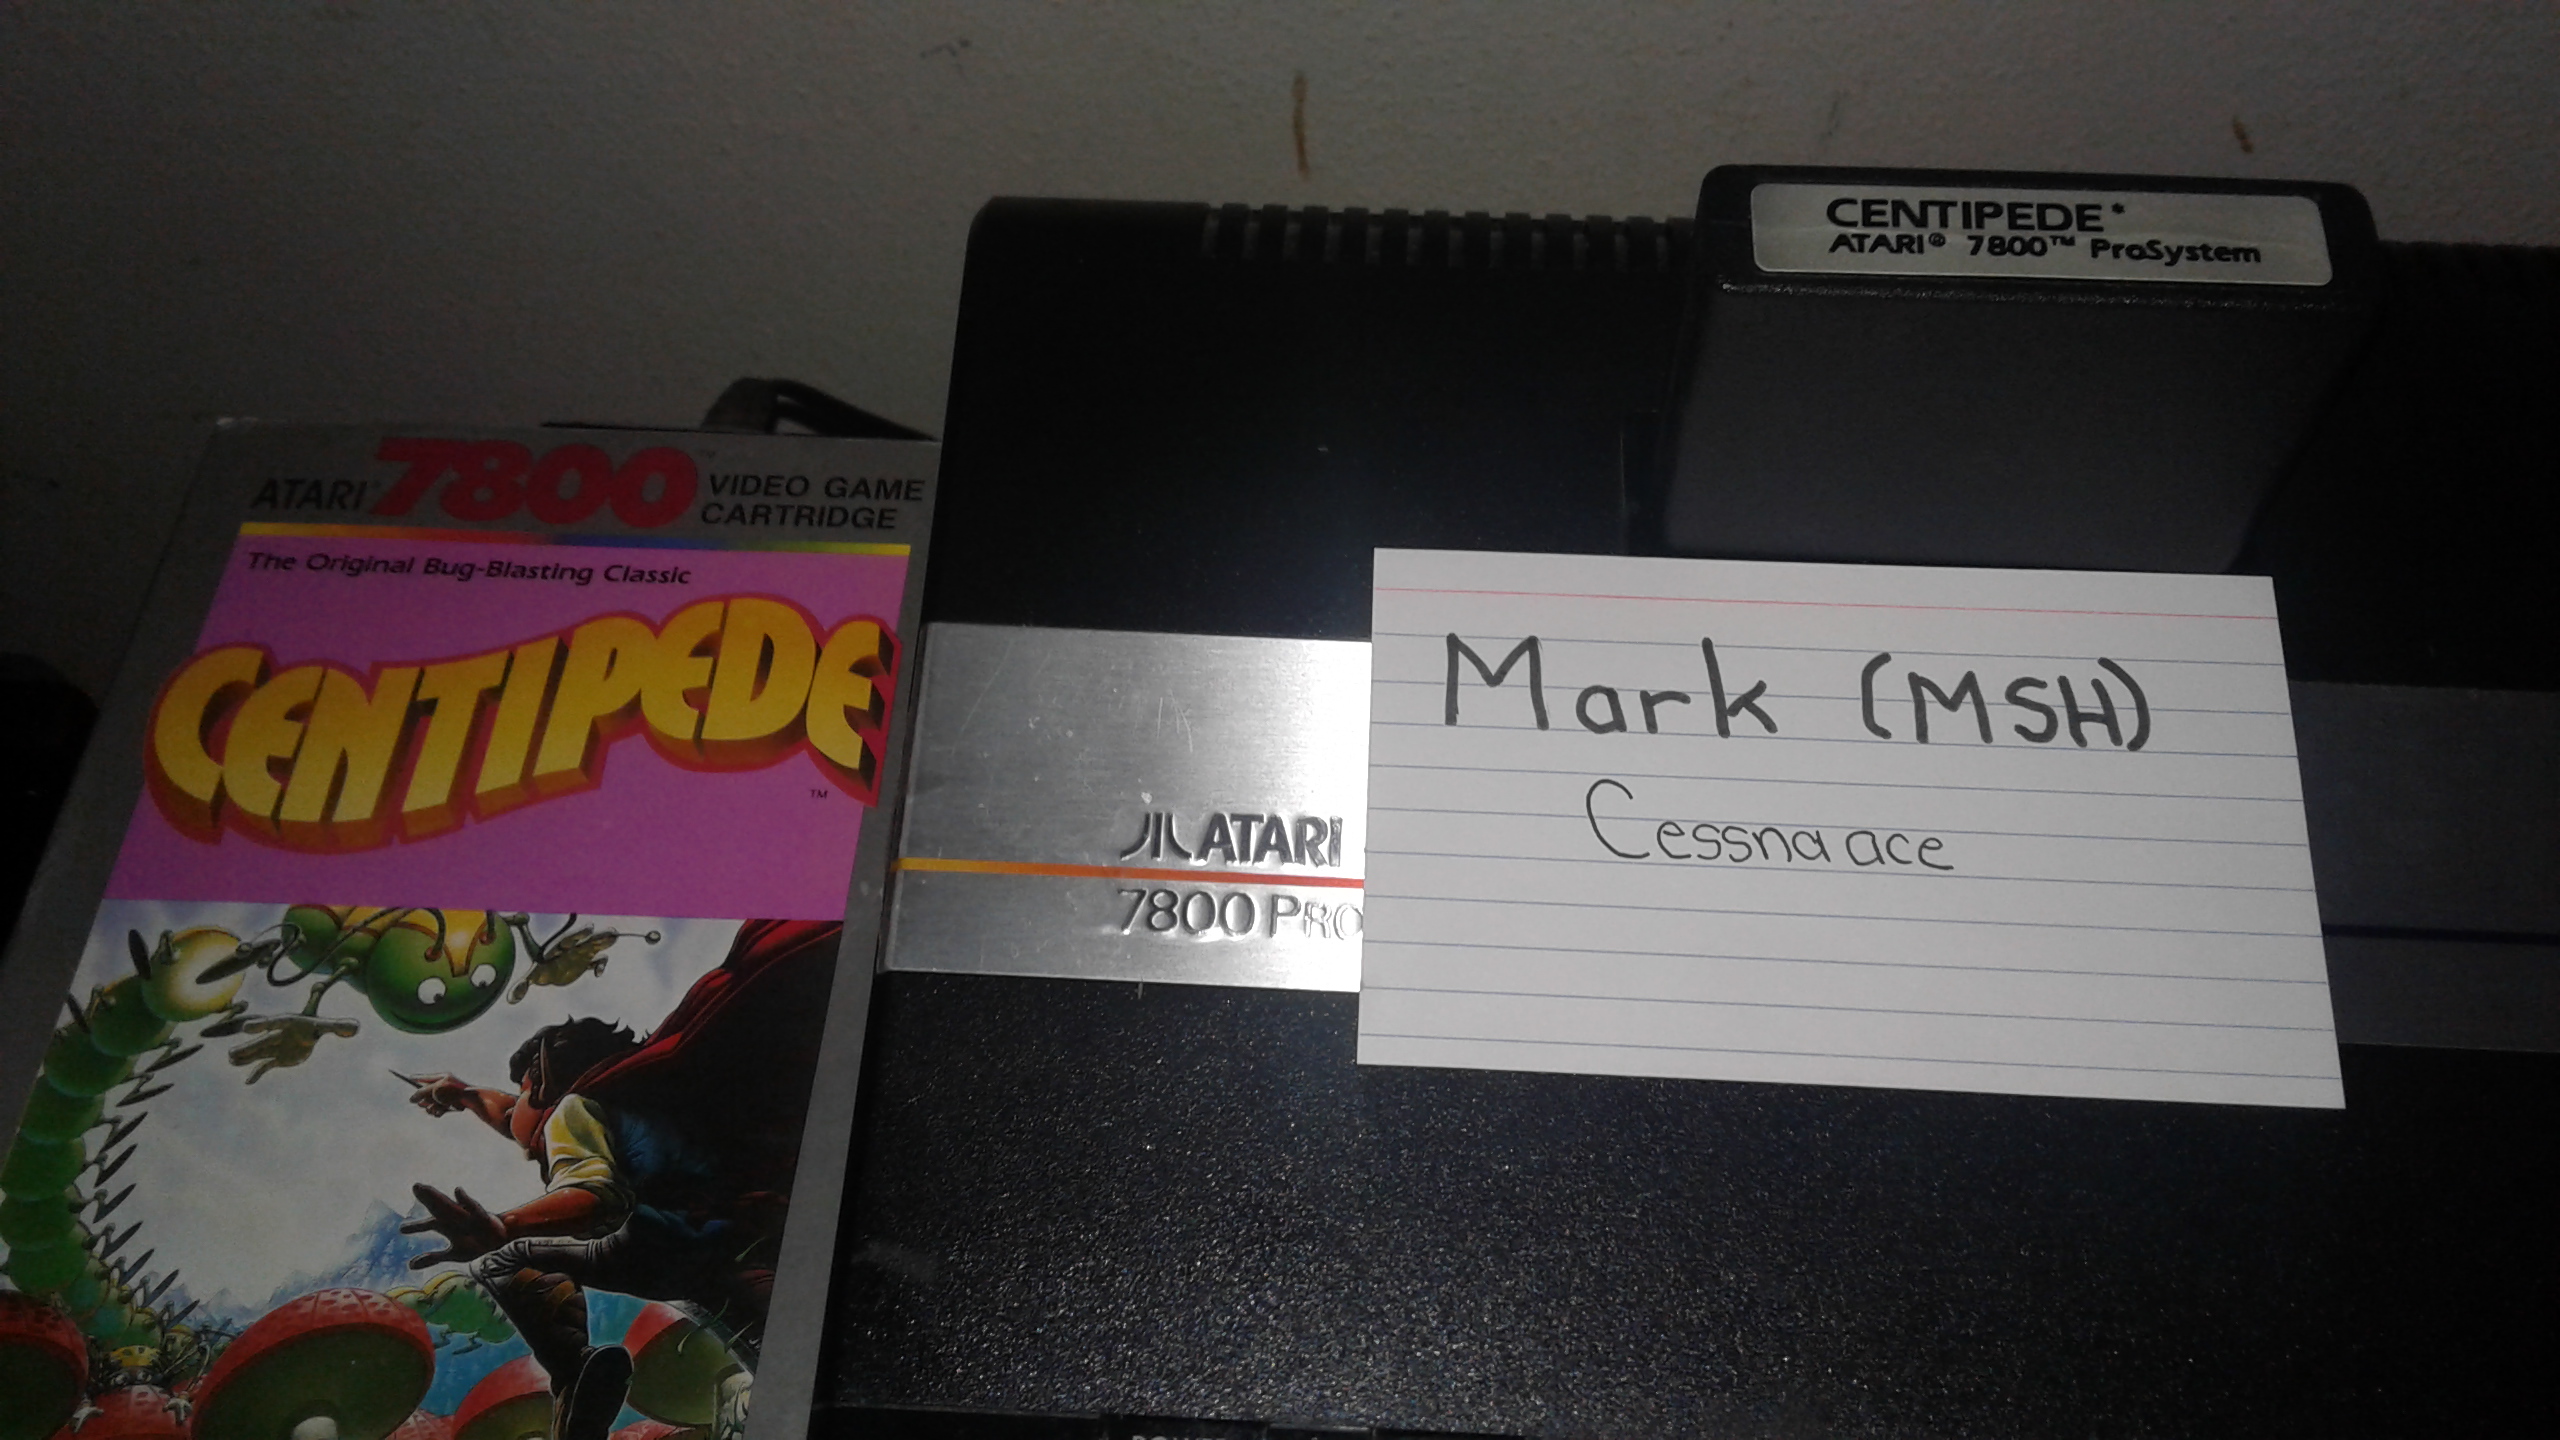 CENTIPEDE*
ATARI® 7800™ ProSystem
ATARI® 7800™ VIDEO GAME
CARTRIDGE
The Original Bug-Blasting Classic
CENTIPEDE
™
ATARI
7800 PRO
Mark (MSH)
Cessna ace